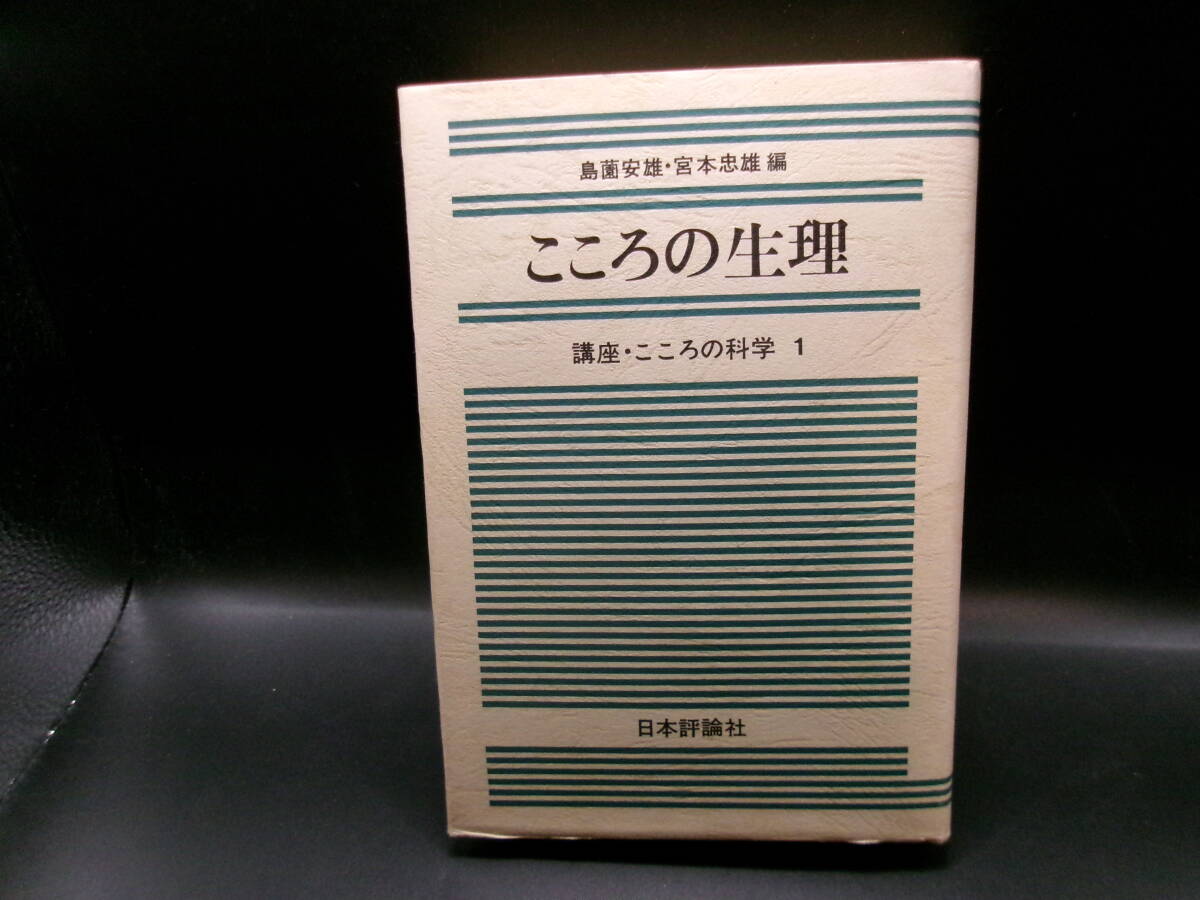 島薗安雄・宮本忠雄 編
こころの生理
講座・こころの科学 1
日本評論社